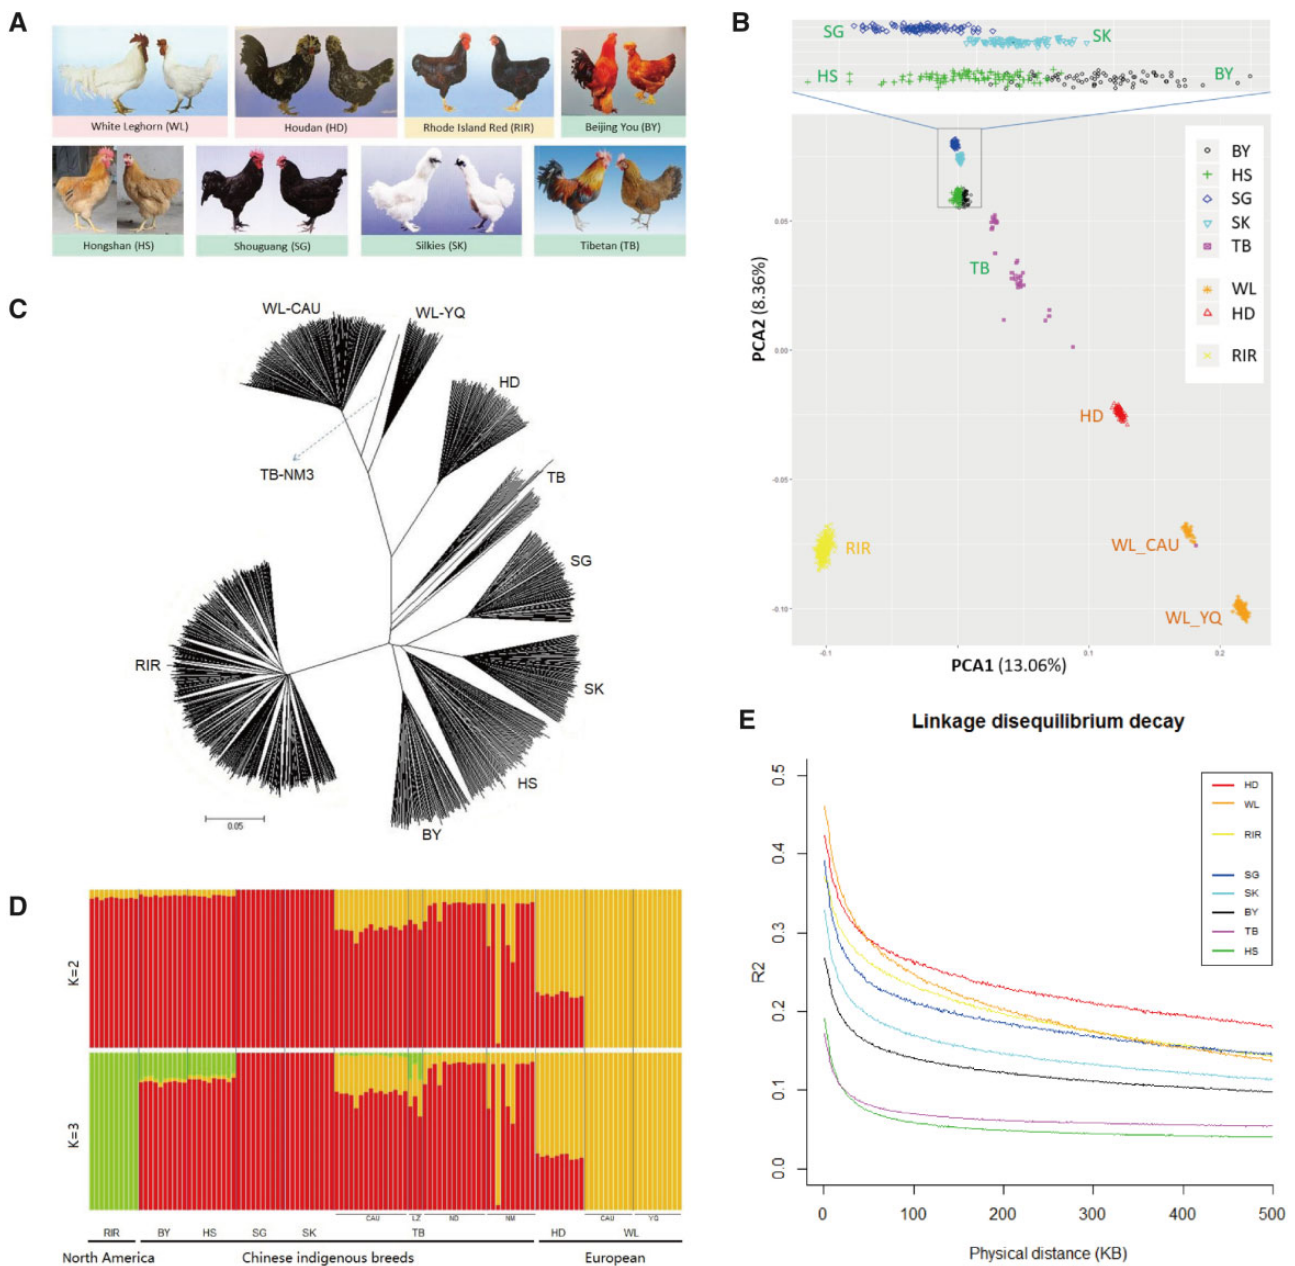 A
White Leghorn (WL)
Houdan (HD)
Rhode Island Red (RIR)
Beijing You (BY)
Hongshan (HS)
Shouguang (SG)
Silkies (SK)
Tibetan (TB)
B
SG
SK
HS
BY
BY
HS
SG
SK
TB
WL
HD
RIR
TB
HD
RIR
WL_CAU
WL_YQ
0.05
0.00
-0.05
-0.10
PCA2 (8.36%)
-0.1
0.1
0.2
PCA1 (13.06%)
C
WL-CAU
WL-YQ
HD
TB-NM3
TB
SG
RIR
SK
HS
BY
0.05
D
K=2
K=3
CAU
LZ
ND
NM
CAU
YQ
RIR
BY
HS
SG
SK
TB
HD
WL
North America
Chinese indigenous breeds
European
E
Linkage disequilibrium decay
HD
WL
RIR
SG
SK
BY
TB
HS
R2
0.5
0.4
0.3
0.2
0.1
0.0
0
100
200
300
400
500
Physical distance (KB)